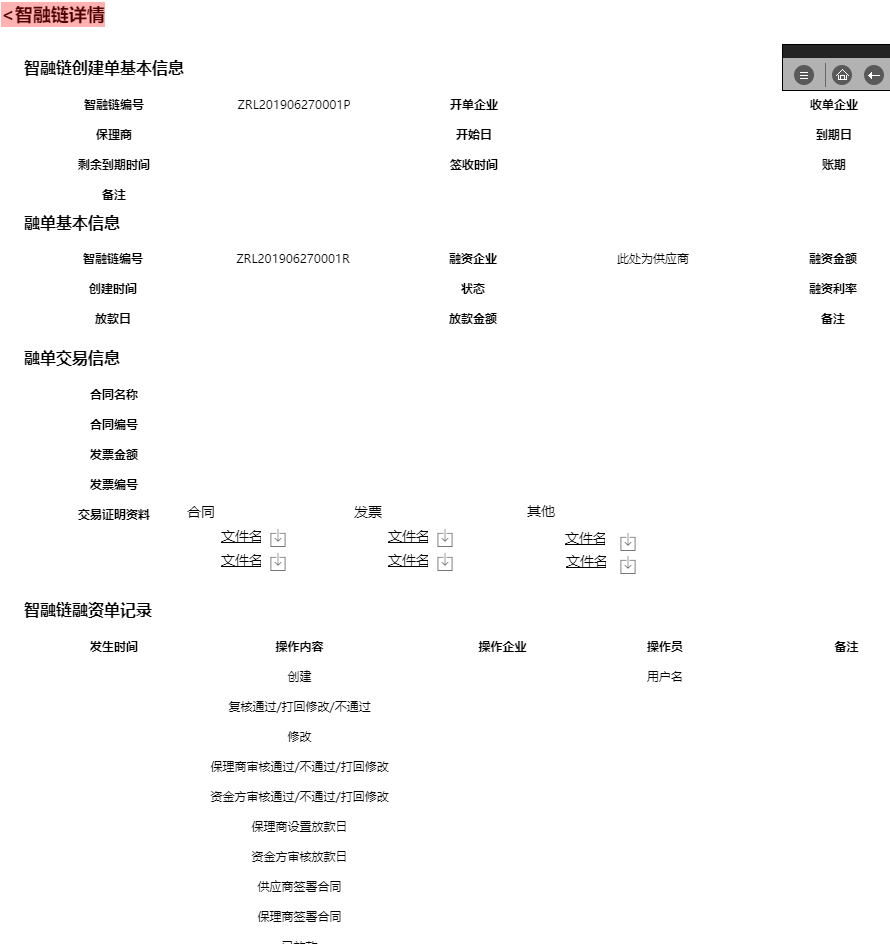 <智融链详情
智融链创建单基本信息
智融链编号 ZRL201906270001P 开单企业 收单企业
保理商 开始日 到期日
剩余到期时间 签收时间 账期
备注
融单基本信息
智融链编号 ZRL201906270001R 融资企业 此处为供应商 融资金额
创建时间 状态 融资利率
放款日 放款金额 备注
融单交易信息
合同名称
合同编号
发票金额
发票编号
交易证明资料 合同 发票 其他
文件名 文件名 文件名
文件名 文件名 文件名
智融链融资单记录
发生时间 操作内容 操作企业 操作员 备注
创建 用户名
复核通过/打回修改/不通过
修改
保理商审核通过/不通过/打回修改
资金方审核通过/不通过/打回修改
保理商设置放款日
资金方审核放款日
供应商签署合同
保理商签署合同